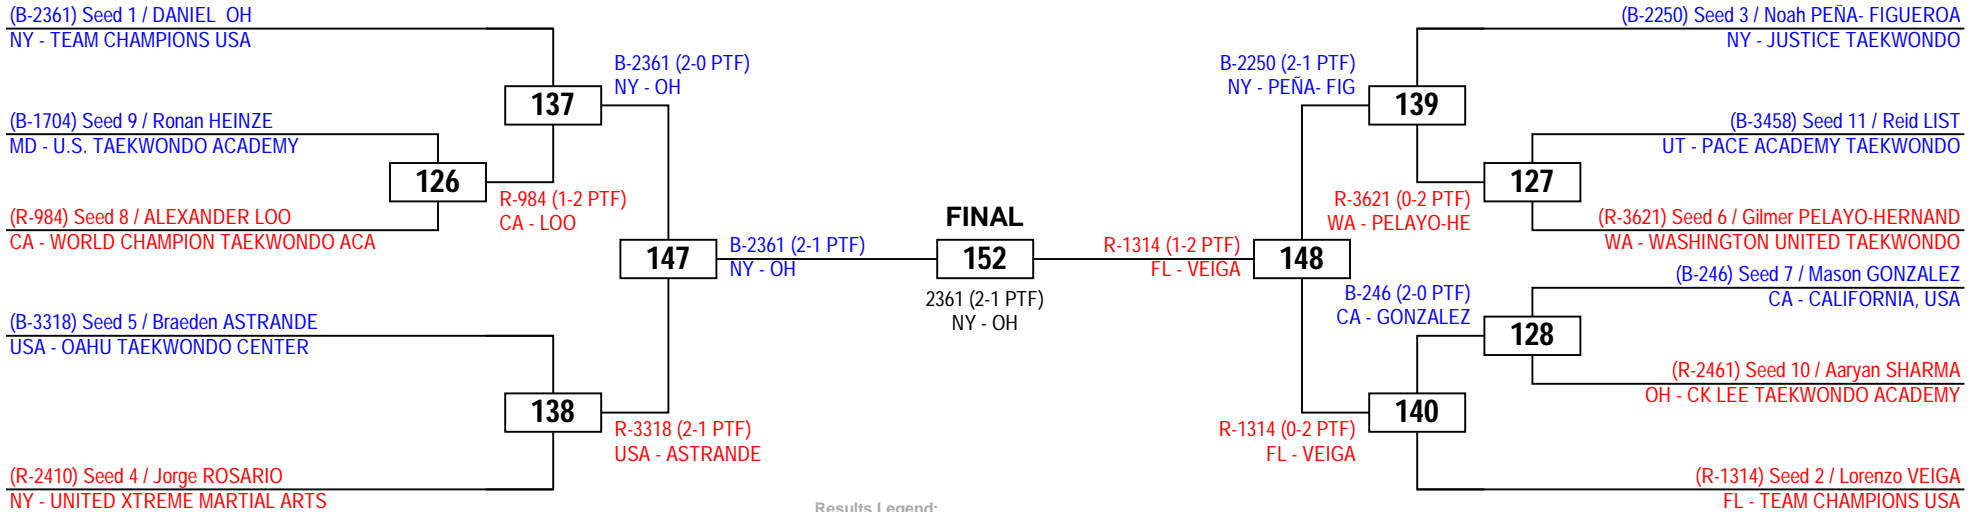 (B-2361) Seed 1 / DANIEL  OH
NY - TEAM CHAMPIONS USA
B-2361 (2-0 PTF)
NY - OH
137
(B-1704) Seed 9 / Ronan HEINZE
MD - U.S. TAEKWONDO ACADEMY
126
R-984 (1-2 PTF)
CA - LOO
(R-984) Seed 8 / ALEXANDER LOO
CA - WORLD CHAMPION TAEKWONDO ACA
147
B-2361 (2-1 PTF)
NY - OH
(B-3318) Seed 5 / Braeden ASTRANDE
USA - OAHU TAEKWONDO CENTER
138
R-3318 (2-1 PTF)
USA - ASTRANDE
(R-2410) Seed 4 / Jorge ROSARIO
NY - UNITED XTREME MARTIAL ARTS
FINAL
152
2361 (2-1 PTF)
NY - OH
(B-2250) Seed 3 / Noah PEÑA- FIGUEROA
NY - JUSTICE TAEKWONDO
B-2250 (2-1 PTF)
NY - PEÑA- FIG
139
(B-3458) Seed 11 / Reid LIST
UT - PACE ACADEMY TAEKWONDO
127
R-3621 (0-2 PTF)
WA - PELAYO-HE
(R-3621) Seed 6 / Gilmer PELAYO-HERNAND
WA - WASHINGTON UNITED TAEKWONDO
R-1314 (1-2 PTF)
FL - VEIGA
148
(B-246) Seed 7 / Mason GONZALEZ
CA - CALIFORNIA, USA
B-246 (2-0 PTF)
CA - GONZALEZ
128
(R-2461) Seed 10 / Aaryan SHARMA
OH - CK LEE TAEKWONDO ACADEMY
140
R-1314 (0-2 PTF)
FL - VEIGA
(R-1314) Seed 2 / Lorenzo VEIGA
FL - TEAM CHAMPIONS USA
Results Legend: